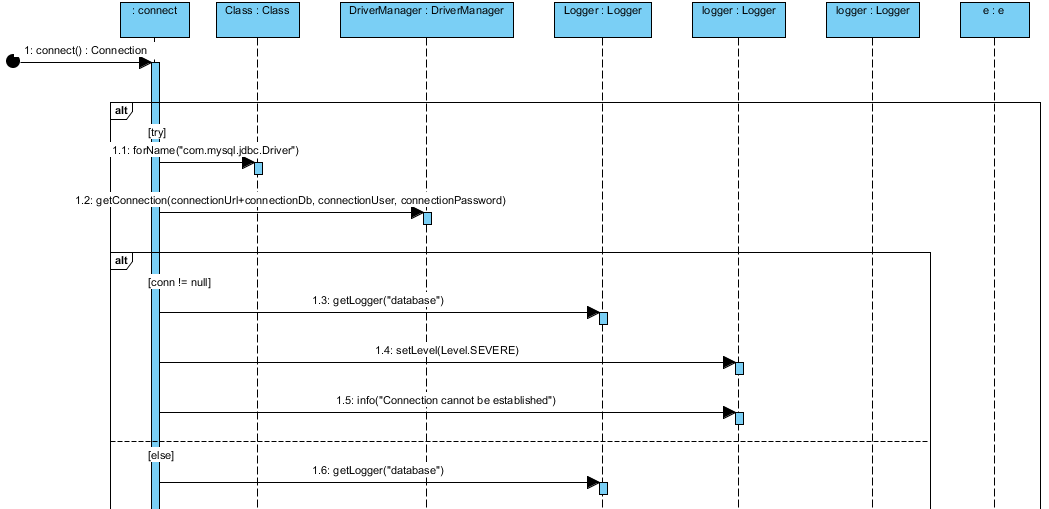 : connect
Class : Class
DriverManager : DriverManager
Logger : Logger
logger : Logger
logger : Logger
e : e
1: connect() : Connection
alt
[try]
1.1: forName("com.mysql.jdbc.Driver")
1.2: getConnection(connectionUrl+connectionDb, connectionUser, connectionPassword)
alt
[conn != null]
1.3: getLogger("database")
1.4: setLevel(Level.SEVERE)
1.5: info("Connection cannot be established")
[else]
1.6: getLogger("database")